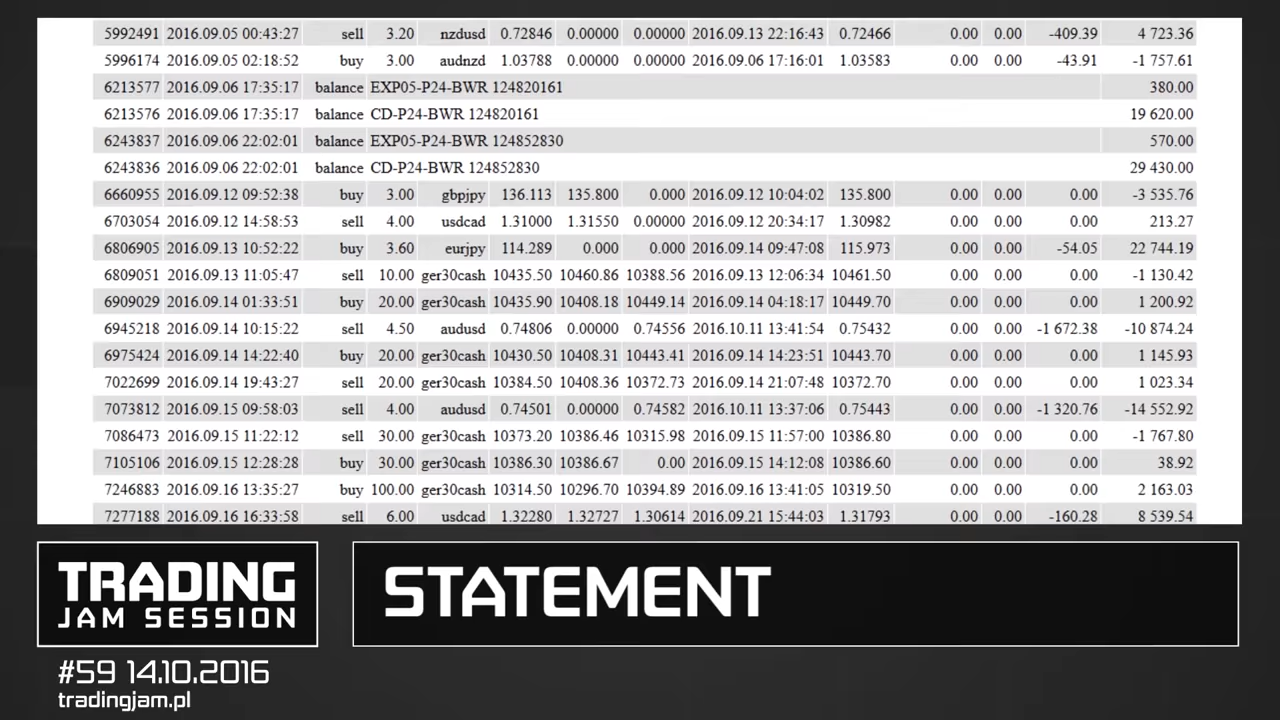 5992491 2016.09.05 00:43:27 sell 3.20 nzdusd 0.72846 0.00000 0.00000 2016.09.13 22:16:43 0.72466 0.00 0.00 -409.39 4 723.36
5996174 2016.09.05 02:18:52 buy 3.00 audnzd 1.03788 0.00000 0.00000 2016.09.06 17:16:01 1.03583 0.00 0.00 -43.91 -1 757.61
6213577 2016.09.06 17:35:17 balance EXP05-P24-BWR 124820161 380.00
6213576 2016.09.06 17:35:17 balance CD-P24-BWR 124820161 19 620.00
6243837 2016.09.06 22:02:01 balance EXP05-P24-BWR 124852830 570.00
6243836 2016.09.06 22:02:01 balance CD-P24-BWR 124852830 29 430.00
6660955 2016.09.12 09:52:38 buy 3.00 gbpjpy 136.113 135.800 0.000 2016.09.12 10:04:02 135.800 0.00 0.00 0.00 -3 535.76
6703054 2016.09.12 14:58:53 sell 4.00 usdcad 1.31000 1.31550 0.00000 2016.09.12 20:34:17 1.30982 0.00 0.00 0.00 213.27
6806905 2016.09.13 10:52:22 buy 3.60 eurjpy 114.289 0.000 0.000 2016.09.14 09:47:08 115.973 0.00 0.00 -54.05 22 744.19
6809051 2016.09.13 11:05:47 sell 10.00 ger30cash 10435.50 10460.86 10388.56 2016.09.13 12:06:34 10461.50 0.00 0.00 0.00 -1 130.42
6909029 2016.09.14 01:33:51 buy 20.00 ger30cash 10435.90 10408.18 10449.14 2016.09.14 04:18:17 10449.70 0.00 0.00 0.00 1 200.92
6945218 2016.09.14 10:15:22 sell 4.50 audusd 0.74806 0.00000 0.74556 2016.10.11 13:41:54 0.75432 0.00 0.00 -1 672.38 -10 874.24
6975424 2016.09.14 14:22:40 buy 20.00 ger30cash 10430.50 10408.31 10443.41 2016.09.14 14:23:51 10443.70 0.00 0.00 0.00 1 145.93
7022699 2016.09.14 19:43:27 sell 20.00 ger30cash 10384.50 10408.36 10372.73 2016.09.14 21:07:48 10372.70 0.00 0.00 0.00 1 023.34
7073812 2016.09.15 09:58:03 sell 4.00 audusd 0.74501 0.00000 0.74582 2016.10.11 13:37:06 0.75443 0.00 0.00 -1 320.76 -14 552.92
7086473 2016.09.15 11:22:12 sell 30.00 ger30cash 10373.20 10386.46 10315.98 2016.09.15 11:57:00 10386.80 0.00 0.00 0.00 -1 767.80
7105106 2016.09.15 12:28:28 buy 30.00 ger30cash 10386.30 10386.67 0.00 2016.09.15 14:12:08 10386.60 0.00 0.00 0.00 38.92
7246883 2016.09.16 13:35:27 buy 100.00 ger30cash 10314.50 10296.70 10394.89 2016.09.16 13:41:05 10319.50 0.00 0.00 0.00 2 163.03
7277188 2016.09.16 16:33:58 sell 6.00 usdcad 1.32280 1.32727 1.30614 2016.09.21 15:44:03 1.31793 0.00 0.00 -160.28 8 539.54
TRADING
JAM SESSION
STATEMENT
#59 14.10.2016
tradingjam.pl